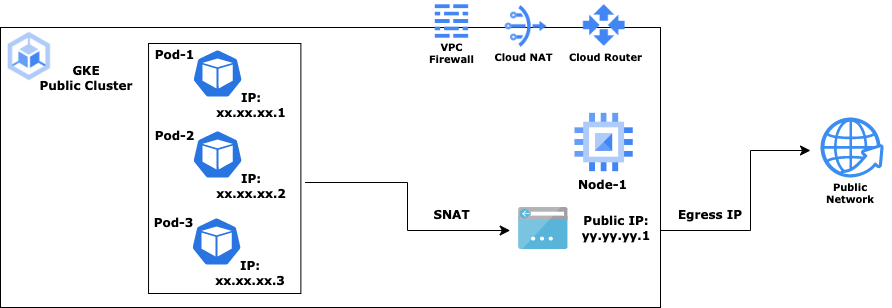 VPC
Firewall
Cloud NAT
Cloud Router
GKE
Public Cluster
Pod-1
IP:
xx.xx.xx.1
Pod-2
IP:
xx.xx.xx.2
Pod-3
IP:
xx.xx.xx.3
SNAT
Node-1
Public IP:
yy.yy.yy.1
Egress IP
Public
Network